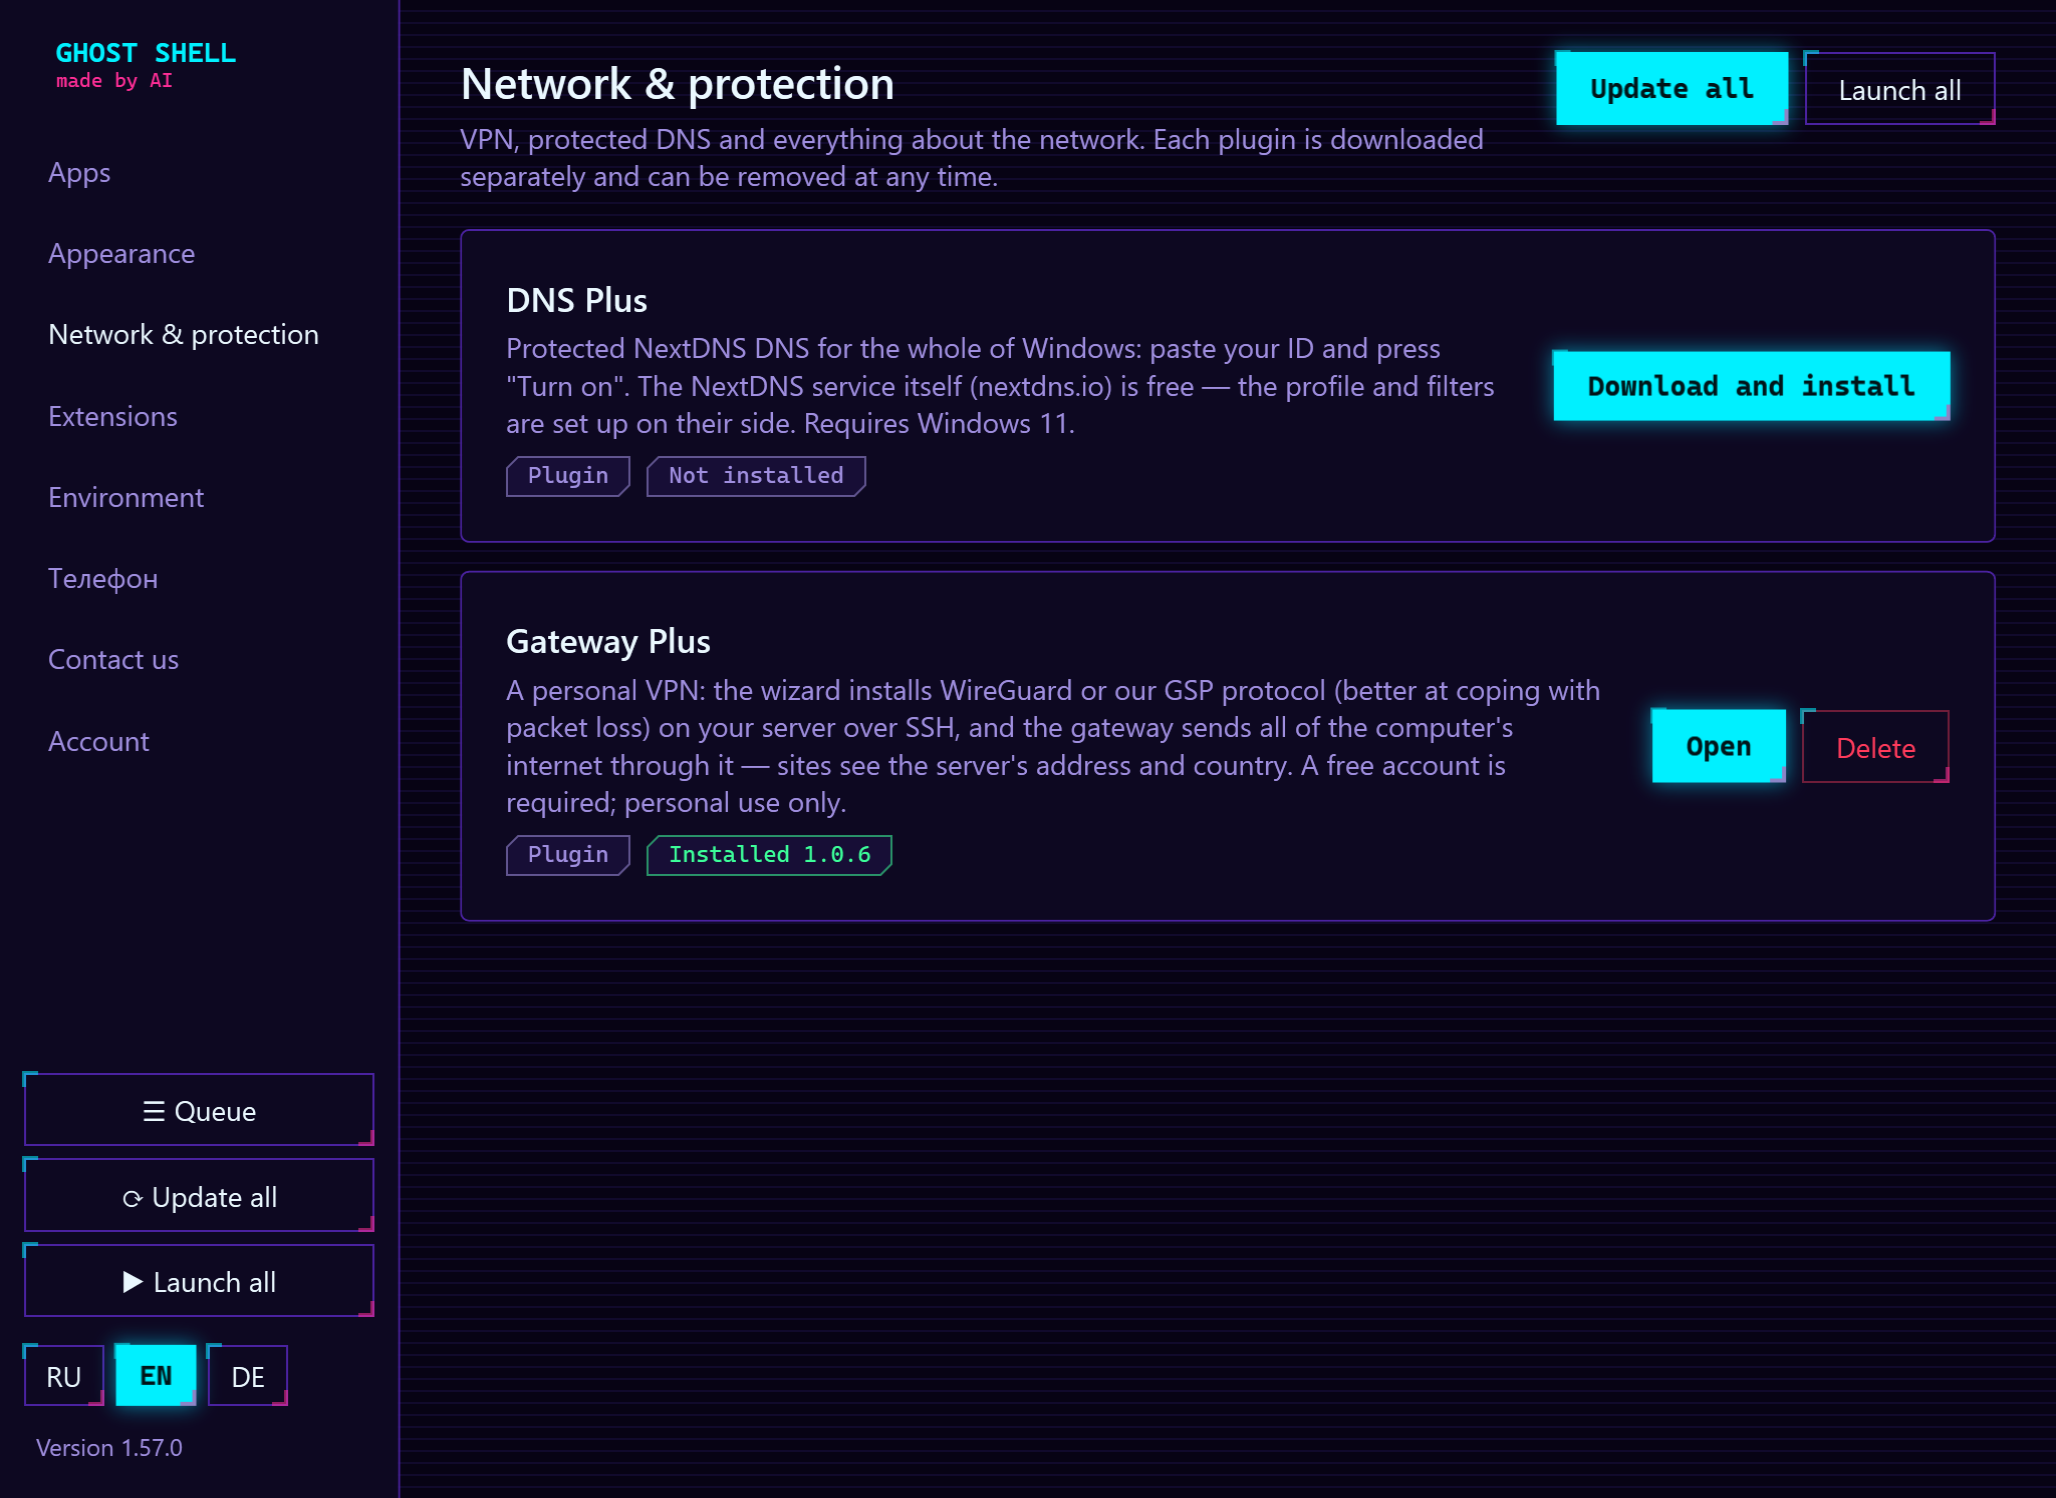 GHOST SHELL
made by AI
Apps
Appearance
Network & protection
Extensions
Environment
Телефон
Contact us
Account
☰ Queue
⟳ Update all
▶ Launch all
RU
EN
DE
Version 1.57.0
Network & protection
VPN, protected DNS and everything about the network. Each plugin is downloaded
separately and can be removed at any time.
Update all
Launch all
DNS Plus
Protected NextDNS DNS for the whole of Windows: paste your ID and press
"Turn on". The NextDNS service itself (nextdns.io) is free — the profile and filters
are set up on their side. Requires Windows 11.
Plugin
Not installed
Download and install
Gateway Plus
A personal VPN: the wizard installs WireGuard or our GSP protocol (better at coping with
packet loss) on your server over SSH, and the gateway sends all of the computer's
internet through it — sites see the server's address and country. A free account is
required; personal use only.
Plugin
Installed 1.0.6
Open
Delete